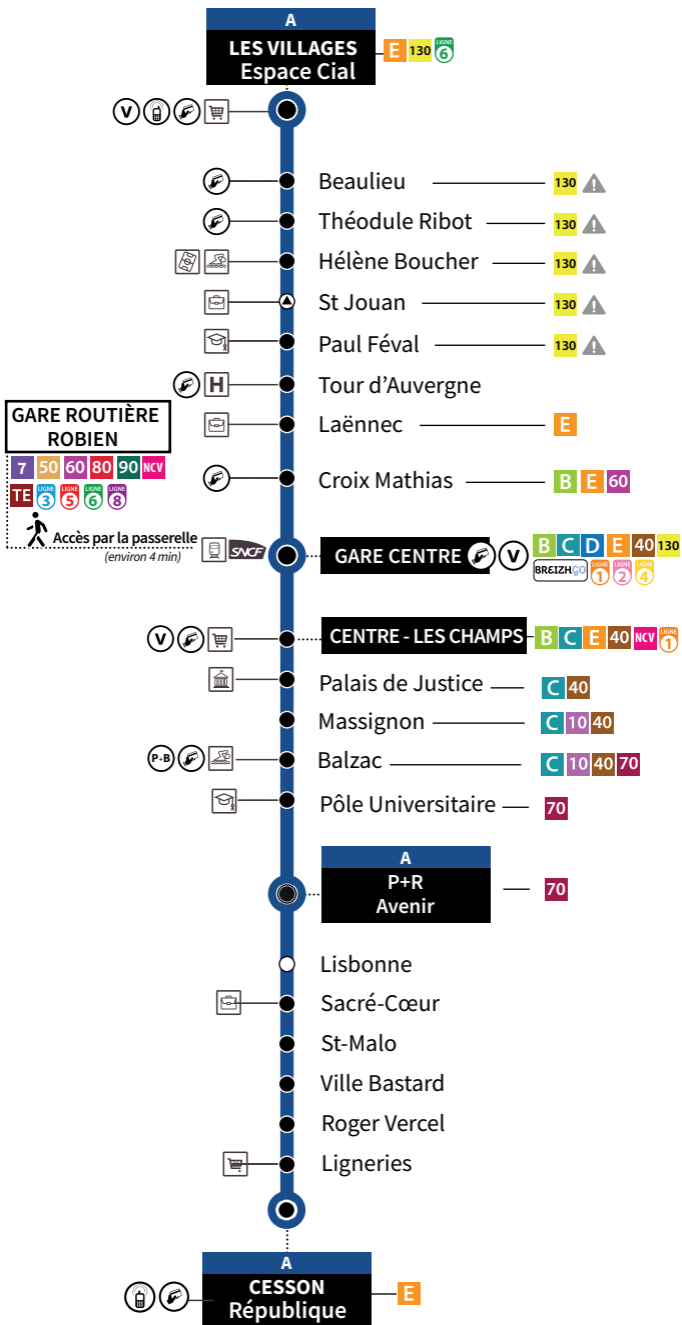 A
LES VILLAGES
Espace Cial
E 130 LIGNE 6
V
Beaulieu 130
Théodule Ribot 130
Hélène Boucher 130
St Jouan 130
Paul Féval 130
H Tour d'Auvergne
Laënnec E
GARE ROUTIÈRE
ROBIEN
7 50 60 80 90 NCV
TE LIGNE 3 LIGNE 5 LIGNE 6 LIGNE 8
Accès par la passerelle
(environ 4 min)
Croix Mathias B E 60
SNCF GARE CENTRE V B C D E 40 130
BREIZHGO LIGNE 1 LIGNE 2 LIGNE 4
V CENTRE - LES CHAMPS B C E 40 NCV LIGNE 1
Palais de Justice C 40
Massignon C 10 40
P+B Balzac C 10 40 70
Pôle Universitaire 70
A
P+R
Avenir
70
Lisbonne
Sacré-Cœur
St-Malo
Ville Bastard
Roger Vercel
Ligneries
A
CESSON
République
E